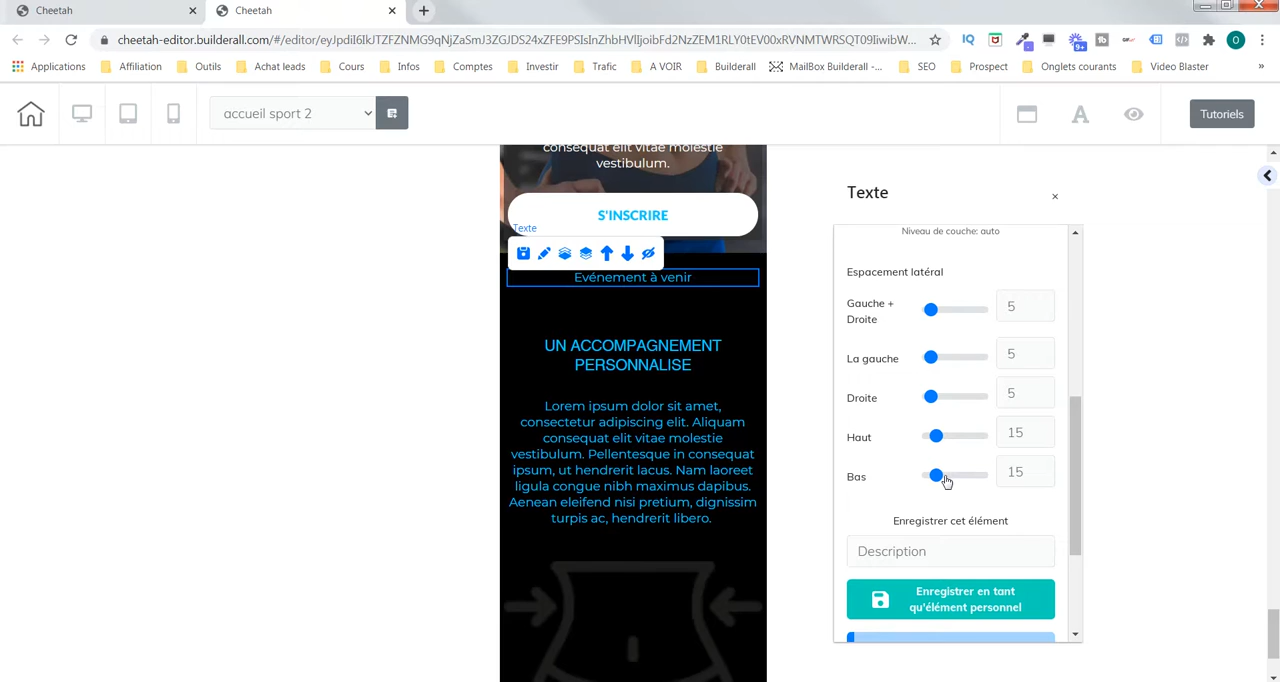 Cheetah
Cheetah
cheetah-editor.builderall.com/#/editor/eyJpdiI6IkJTZFZNMG9qNjZaSmJ3ZGJDS24xZFE9PSIsInZhbHVlIjoibFd2NzZEM1RLY0tEV00xRVNMTWRSQT09IiwibW...
IQ
9+
O
Applications
Affiliation
Outils
Achat leads
Cours
Infos
Comptes
Investir
Trafic
A VOIR
Builderall
MailBox Builderall -...
SEO
Prospect
Onglets courants
Video Blaster
»
accueil sport 2
A
Tutoriels
consequat elit vitae molestie
vestibulum.
S'INSCRIRE
Texte
Evénement à venir
UN ACCOMPAGNEMENT
PERSONNALISE
Lorem ipsum dolor sit amet,
consectetur adipiscing elit. Aliquam
consequat elit vitae molestie
vestibulum. Pellentesque in consequat
ipsum, ut hendrerit lacus. Nam laoreet
ligula congue nibh maximus dapibus.
Aenean eleifend nisi pretium, dignissim
turpis ac, hendrerit libero.
Texte
Niveau de couche: auto
Espacement latéral
Gauche +
Droite
5
La gauche
5
Droite
5
Haut
15
Bas
15
Enregistrer cet élément
Description
Enregistrer en tant
qu'élément personnel